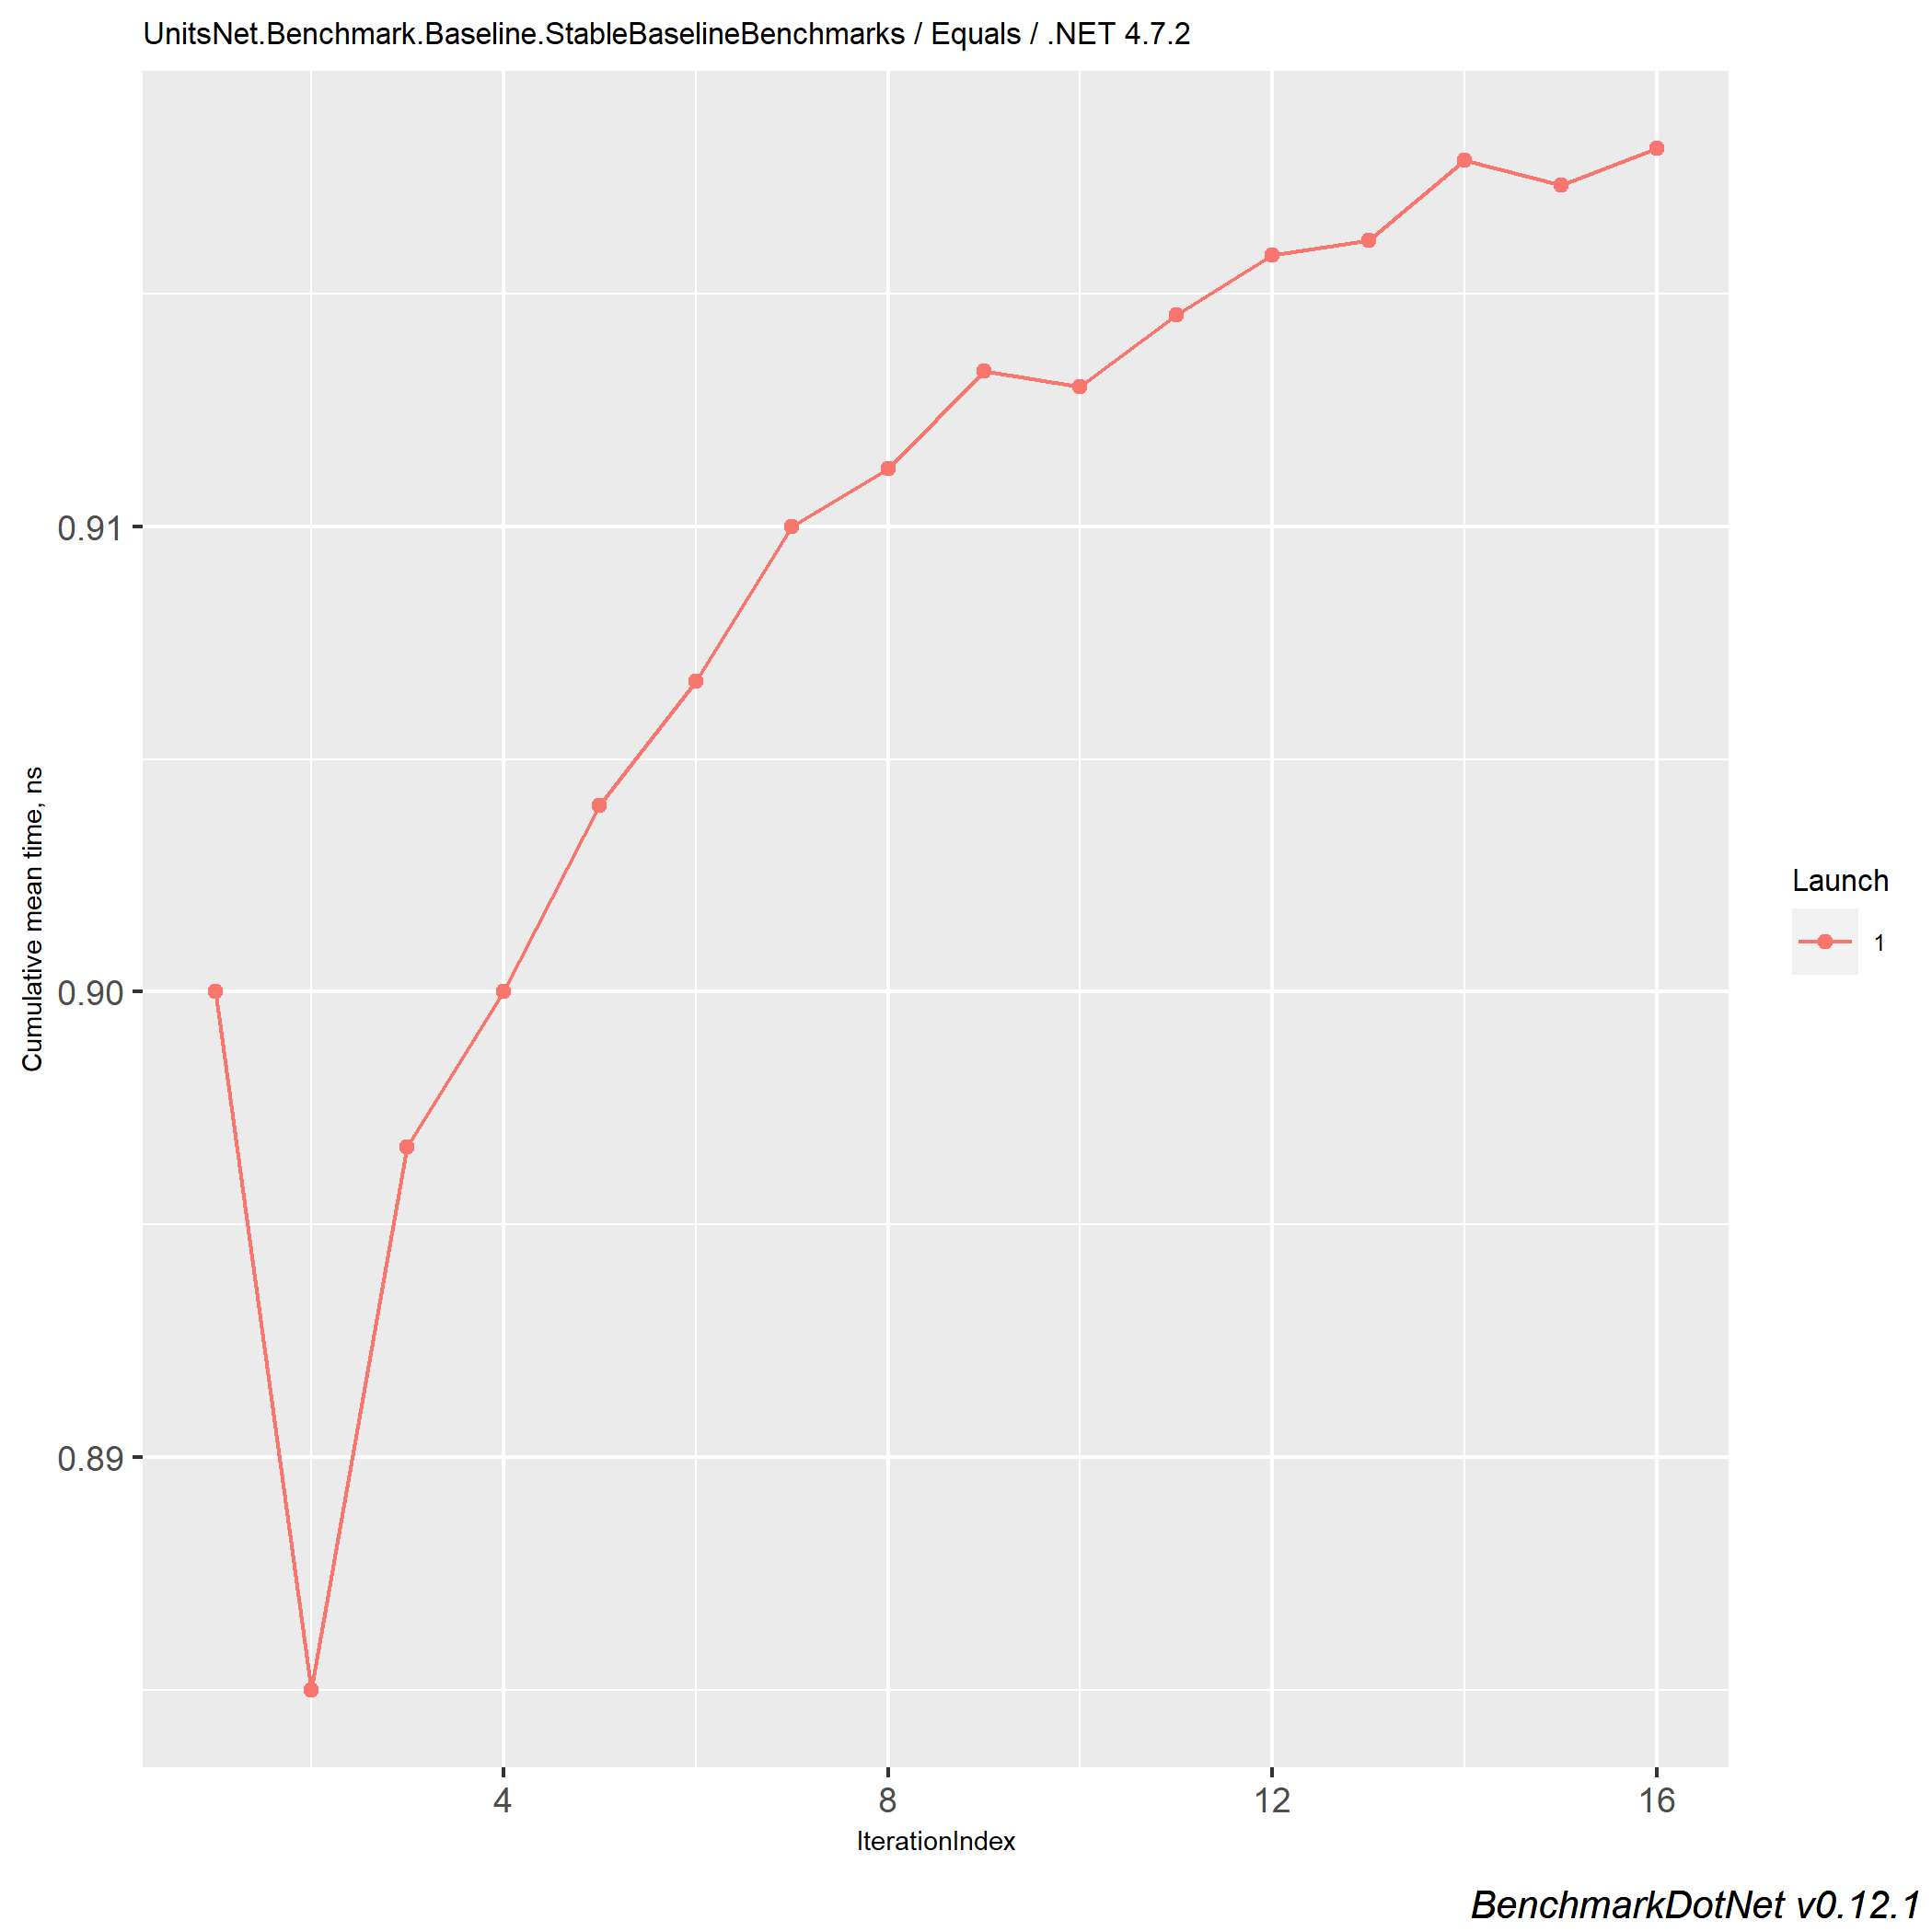 UnitsNet.Benchmark.Baseline.StableBaselineBenchmarks / Equals / .NET 4.7.2
Cumulative mean time, ns
0.91
0.90
0.89
4
8
12
16
IterationIndex
Launch
1
BenchmarkDotNet v0.12.1